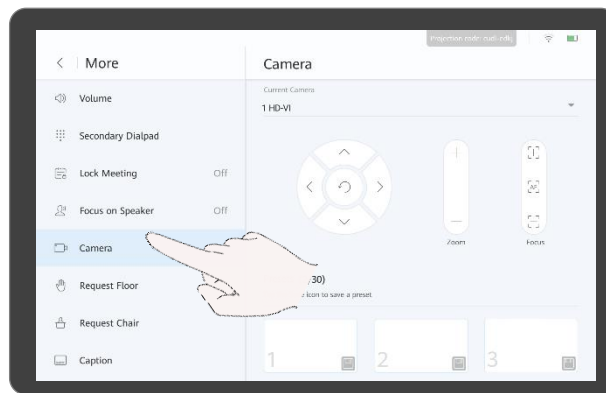 More
Camera
Volume
Secondary Dialpad
Lock Meeting
Off
Focus on Speaker
Off
Camera
Request Floor
Request Chair
Caption
Current Camera
1 HD-VI
Zoom
AF
Focus
/30)
icon to save a preset
1
2
3